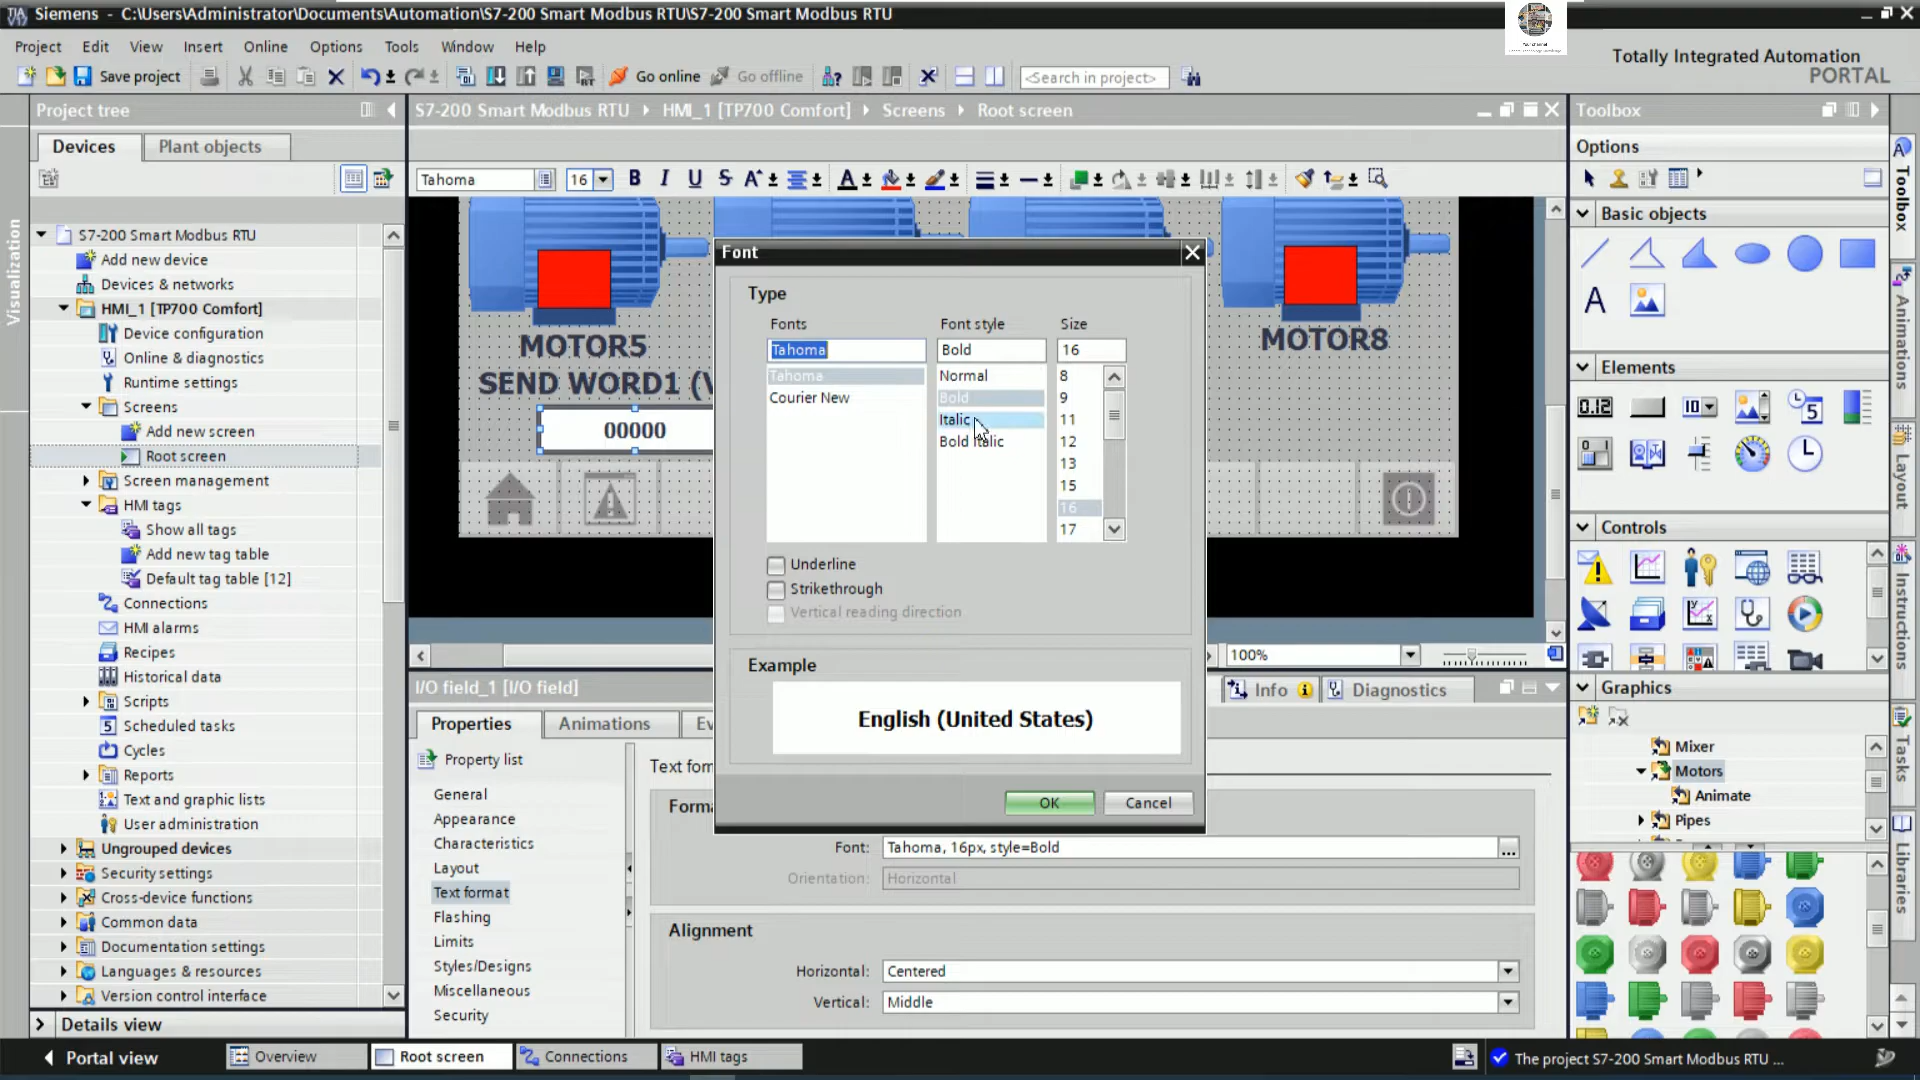 Siemens - C:\Users\Administrator\Documents\Automation\S7-200 Smart Modbus RTU\S7-200 Smart Modbus RTU
Project Edit View Insert Online Options Tools Window Help
Totally Integrated Automation
PORTAL
Save project
Go online
Go offline
<Search in project>
Project tree
S7-200 Smart Modbus RTU
HMI_1 [TP700 Comfort]
Screens
Root screen
Toolbox
Devices
Plant objects
Options
Tahoma
16
B I U S A
Basic objects
S7-200 Smart Modbus RTU
Add new device
Devices & networks
HMI_1 [TP700 Comfort]
Device configuration
Online & diagnostics
Runtime settings
Screens
Add new screen
Root screen
Screen management
HMI tags
Show all tags
Add new tag table
Default tag table [12]
Connections
HMI alarms
Recipes
Historical data
Scripts
Scheduled tasks
Cycles
Reports
Text and graphic lists
User administration
Ungrouped devices
Security settings
Cross-device functions
Common data
Documentation settings
Languages & resources
Version control interface
Details view
Visualization
MOTOR5
SEND WORD1 (
00000
MOTOR8
Font
Type
Fonts
Font style
Size
Tahoma
Bold
16
Tahoma
Courier New
Normal
Bold
Italic
Bold Italic
8
9
11
12
13
15
16
17
Underline
Strikethrough
Vertical reading direction
Example
English (United States)
OK
Cancel
100%
I/O field_1 [I/O field]
Info
Diagnostics
Properties
Animations
Ev
Property list
General
Appearance
Characteristics
Layout
Text format
Flashing
Limits
Styles/Designs
Miscellaneous
Security
Text for
Forma
Font:
Tahoma, 16px, style=Bold
...
Orientation:
Horizontal
Alignment
Horizontal:
Centered
Vertical:
Middle
A
Elements
0.12
10
5
Controls
Graphics
Mixer
Motors
Animate
Pipes
Toolbox
Animations
Layout
Instructions
Tasks
Libraries
Portal view
Overview
Root screen
Connections
HMI tags
The project S7-200 Smart Modbus RTU ...